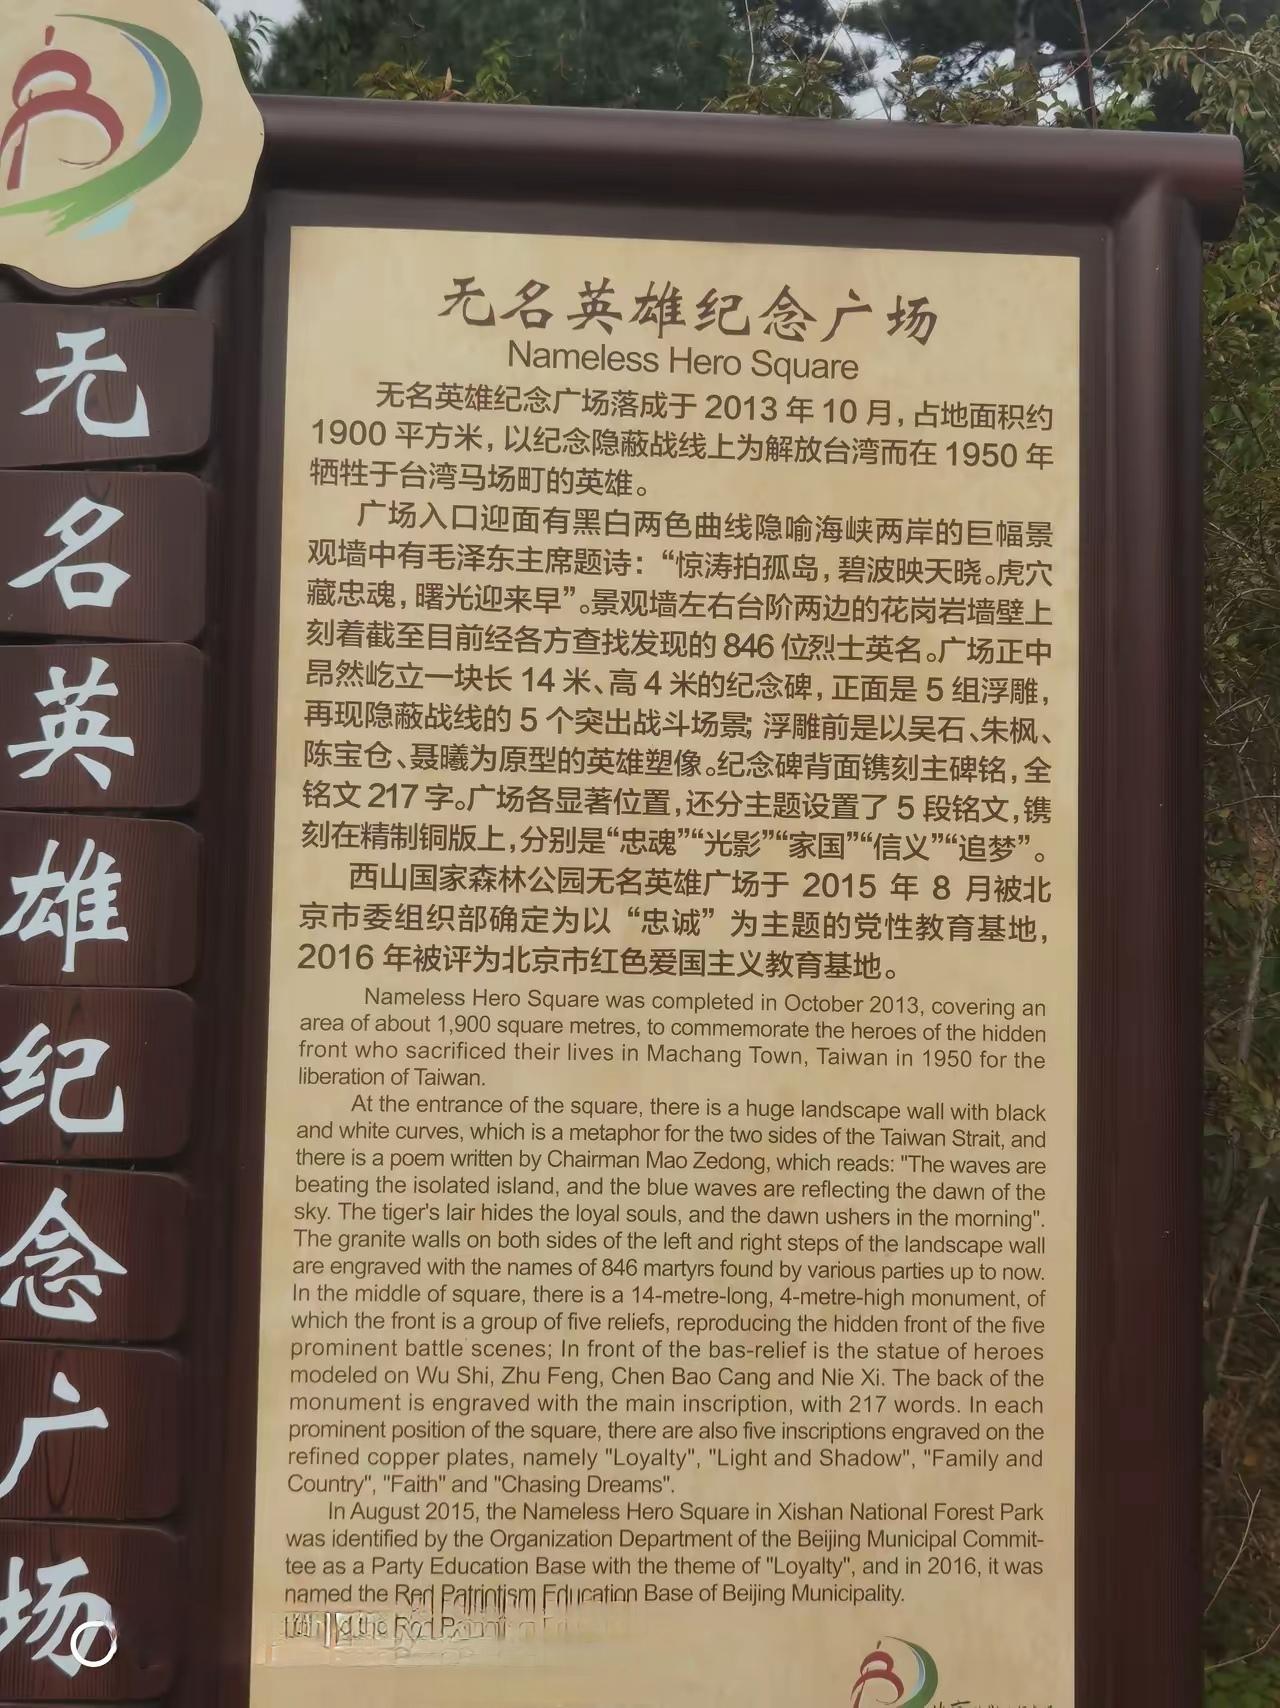 无名英雄纪念广场
无名英雄纪念广场
Nameless Hero Square
无名英雄纪念广场落成于 2013 年 10 月，占地面积约
1900 平方米，以纪念隐蔽战线上为解放台湾而在 1950 年
牺牲于台湾马场町的英雄。
广场入口迎面有黑白两色曲线隐喻海峡两岸的巨幅景
观墙中有毛泽东主席题诗：“惊涛拍孤岛，碧波映天晓。虎穴
藏忠魂，曙光迎来早”。景观墙左右台阶两边的花岗岩墙壁上
刻着截至目前经各方查找发现的 846 位烈士英名。广场正中
昂然屹立一块长 14 米、高 4 米的纪念碑，正面是 5 组浮雕，
再现隐蔽战线的 5 个突出战斗场景；浮雕前是以吴石、朱枫、
陈宝仓、聂曦为原型的英雄塑像。纪念碑背面镌刻主碑铭，全
铭文 217 字。广场各显著位置，还分主题设置了 5 段铭文，镌
刻在精制铜版上，分别是“忠魂”“光影”“家国”“信义”“追梦”。
西山国家森林公园无名英雄广场于 2015 年 8 月被北
京市委组织部确定为以“忠诚”为主题的党性教育基地，
2016 年被评为北京市红色爱国主义教育基地。
Nameless Hero Square was completed in October 2013, covering an
area of about 1,900 square metres, to commemorate the heroes of the hidden
front who sacrificed their lives in Machang Town, Taiwan in 1950 for the
liberation of Taiwan.
At the entrance of the square, there is a huge landscape wall with black
and white curves, which is a metaphor for the two sides of the Taiwan Strait, and
there is a poem written by Chairman Mao Zedong, which reads: "The waves are
beating the isolated island, and the blue waves are reflecting the dawn of the
sky. The tiger's lair hides the loyal souls, and the dawn ushers in the morning".
The granite walls on both sides of the left and right steps of the landscape wall
are engraved with the names of 846 martyrs found by various parties up to now.
In the middle of square, there is a 14-metre-long, 4-metre-high monument, of
which the front is a group of five reliefs, reproducing the hidden front of the five
prominent battle scenes; In front of the bas-relief is the statue of heroes
modeled on Wu Shi, Zhu Feng, Chen Bao Cang and Nie Xi. The back of the
monument is engraved with the main inscription, with 217 words. In each
prominent position of the square, there are also five inscriptions engraved on the
refined copper plates, namely "Loyalty", "Light and Shadow", "Family and
Country", "Faith" and "Chasing Dreams".
In August 2015, the Nameless Hero Square in Xishan National Forest Park
was identified by the Organization Department of the Beijing Municipal Commit-
tee as a Party Education Base with the theme of "Loyalty", and in 2016, it was
named the Red Patriotism Education Base of Beijing Municipality.